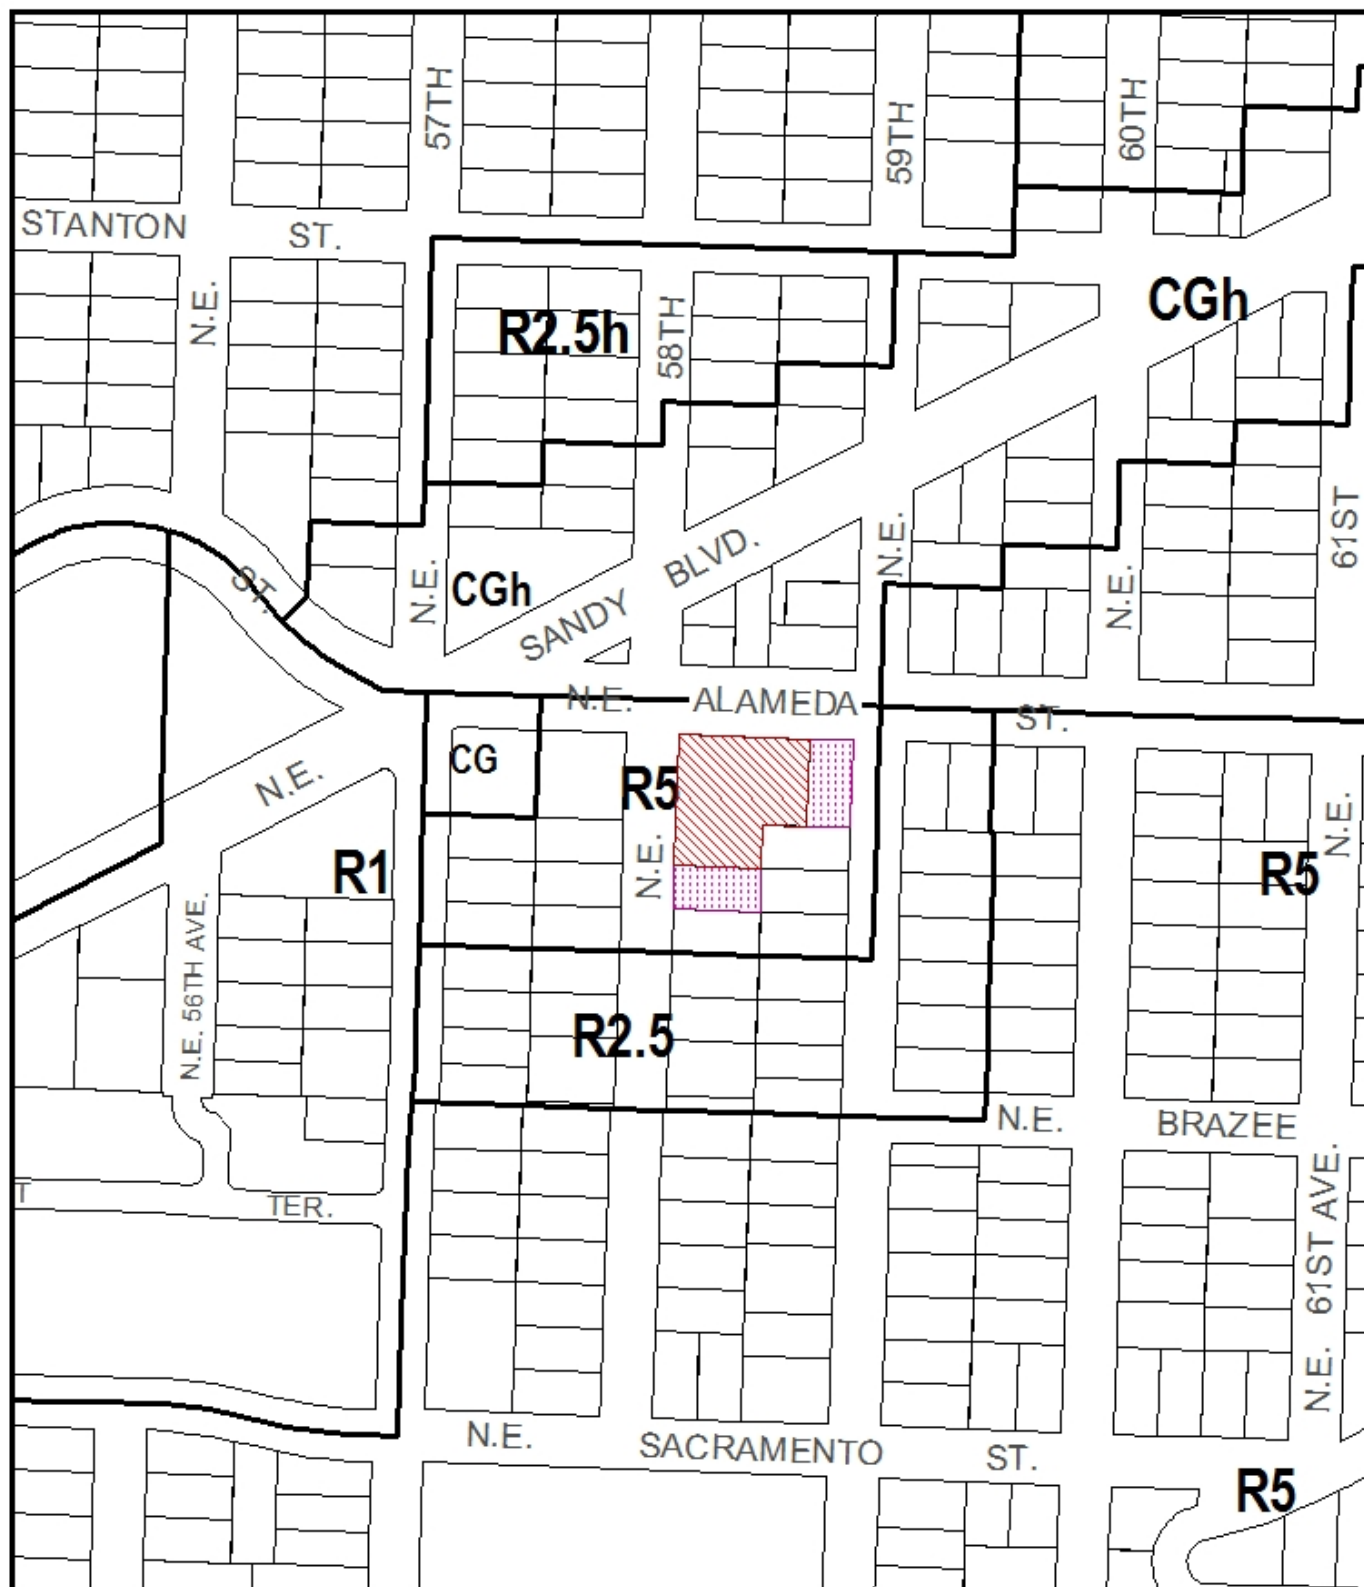 57TH
59TH
60TH
STANTON ST.
N.E.
58TH
R2.5h
CGh
61ST
N.E.
N.E.
N.E.
ST.
CGh
SANDY BLVD.
N.E. ALAMEDA ST.
CG
R5
N.E.
N.E.
N.E.
R1
R5
N.E. 56TH AVE.
R2.5
N.E. BRAZEE
T TER.
N.E. 61ST AVE.
N.E. SACRAMENTO ST.
R5